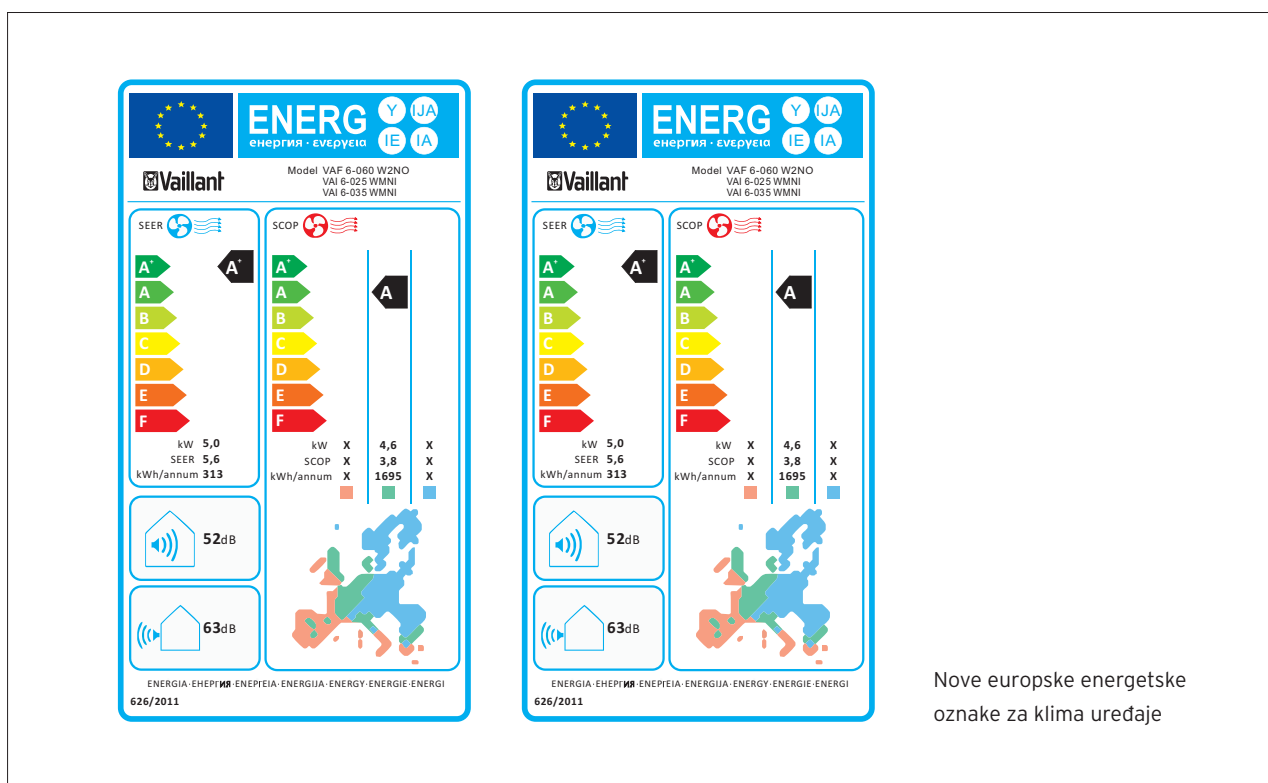 ENERG Y IJA
енергия · ενεργεια IE IA
Vaillant
Model VAF 6-060 W2NO
VAI 6-025 WMNI
VAI 6-035 WMNI
SEER
A+ A+
A
B
C
D
E
F
kW 5,0
SEER 5,6
kWh/annum 313
SCOP
A+
A A
B
C
D
E
F
kW X 4,6 X
SCOP X 3,8 X
kWh/annum X 1695 X
52dB
63dB
ENERGIA·ЕНЕРГИЯ·ΕΝΕΡΓΕΙΑ·ENERGIJA·ENERGY·ENERGIE·ENERGI
626/2011
ENERG Y IJA
енергия · ενεργεια IE IA
Vaillant
Model VAF 6-060 W2NO
VAI 6-025 WMNI
VAI 6-035 WMNI
SEER
A+ A+
A
B
C
D
E
F
kW 5,0
SEER 5,6
kWh/annum 313
SCOP
A+
A A
B
C
D
E
F
kW X 4,6 X
SCOP X 3,8 X
kWh/annum X 1695 X
52dB
63dB
ENERGIA·ЕНЕРГИЯ·ΕΝΕΡΓΕΙΑ·ENERGIJA·ENERGY·ENERGIE·ENERGI
626/2011
Nove europske energetske
oznake za klima uređaje